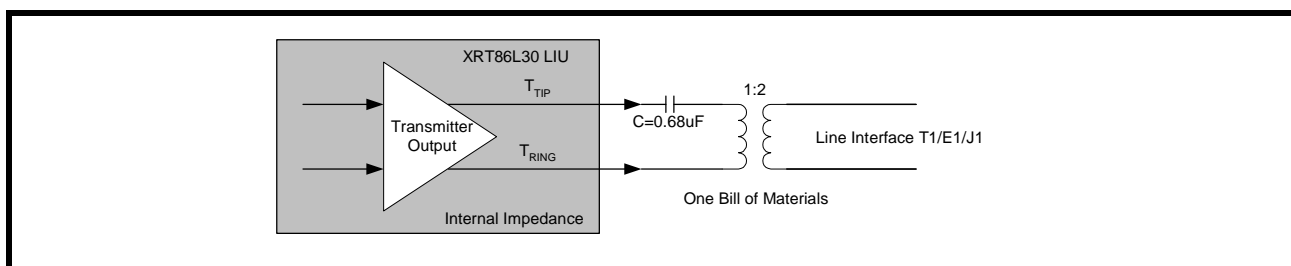 XRT86L30 LIU
TTIP
1:2
C=0.68uF
Transmitter
Output
Line Interface T1/E1/J1
TRING
One Bill of Materials
Internal Impedance